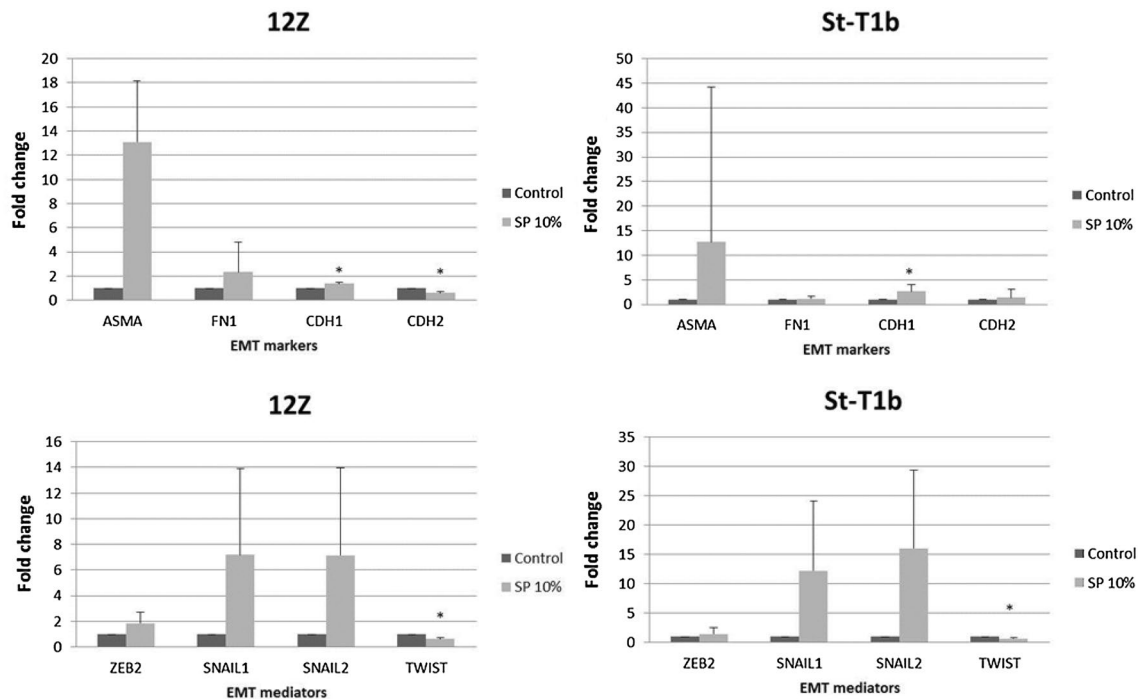 12Z
Fold change
20
18
16
14
12
10
8
6
4
2
0
*
*
ASMA FN1 CDH1 CDH2
EMT markers
Control
SP 10%
St-T1b
Fold change
50
45
40
35
30
25
20
15
10
5
0
*
ASMA FN1 CDH1 CDH2
EMT markers
Control
SP 10%
12Z
Fold change
16
14
12
10
8
6
4
2
0
*
ZEB2 SNAIL1 SNAIL2 TWIST
EMT mediators
Control
SP 10%
St-T1b
Fold change
35
30
25
20
15
10
5
0
*
ZEB2 SNAIL1 SNAIL2 TWIST
EMT mediators
Control
SP 10%